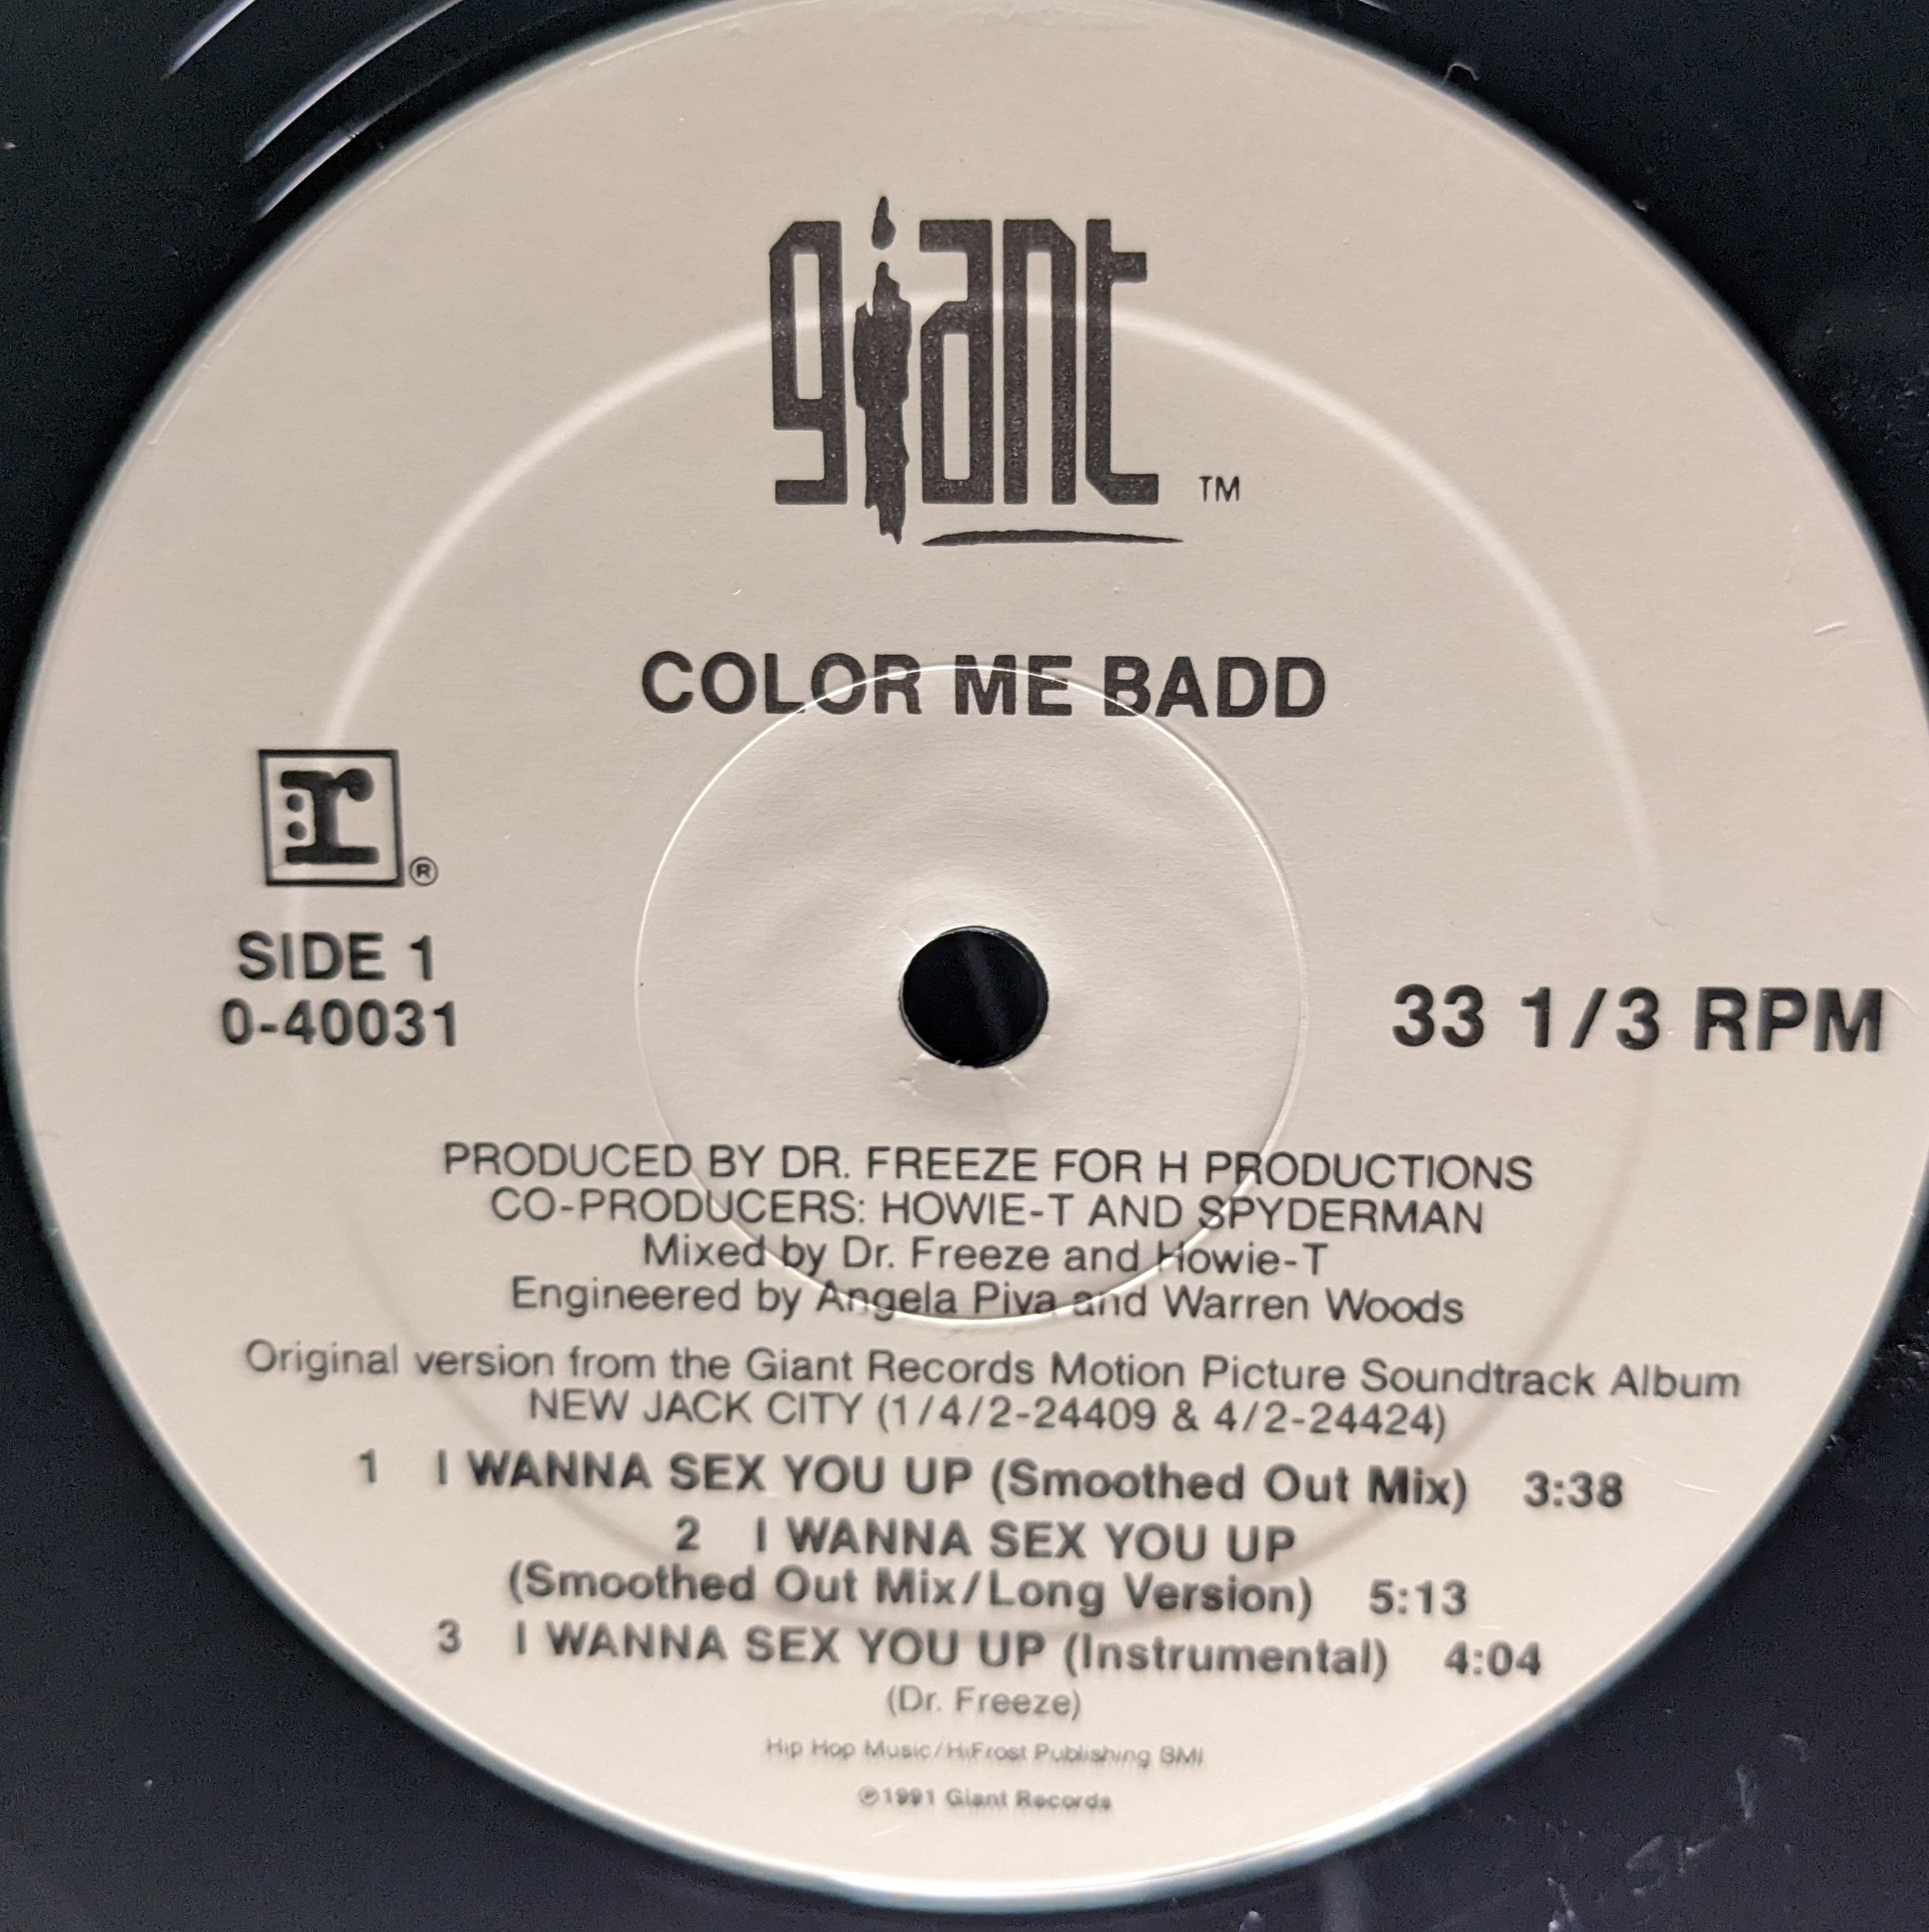 giant TM
COLOR ME BADD
r ®
SIDE 1
0-40031
33 1/3 RPM
PRODUCED BY DR. FREEZE FOR H PRODUCTIONS
CO-PRODUCERS: HOWIE-T AND SPYDERMAN
Mixed by Dr. Freeze and Howie-T
Engineered by Angela Piva and Warren Woods
Original version from the Giant Records Motion Picture Soundtrack Album
NEW JACK CITY (1/4/2-24409 & 4/2-24424)
1 I WANNA SEX YOU UP (Smoothed Out Mix) 3:38
2 I WANNA SEX YOU UP
(Smoothed Out Mix/Long Version) 5:13
3 I WANNA SEX YOU UP (Instrumental) 4:04
(Dr. Freeze)
Hip Hop Music/HiFrost Publishing BMI
℗1991 Giant Records